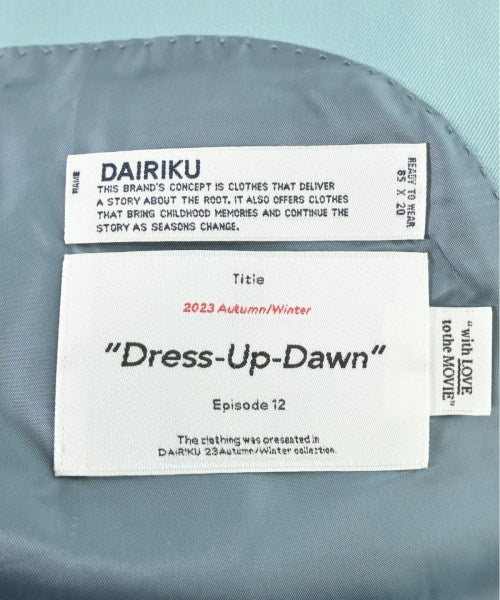 NAME
DAIRIKU
THIS BRAND'S CONCEPT IS CLOTHES THAT DELIVER
A STORY ABOUT THE ROOT. IT ALSO OFFERS CLOTHES
THAT BRING CHILDHOOD MEMORIES AND CONTINUE THE
STORY AS SEASONS CHANGE.
READY TO WEAR
85 X 20
Title
2023 Autumn/Winter
"Dress-Up-Dawn"
Episode 12
The clothing was presented in
DAIRIKU 23Autumn/Winter collection.
"with LOVE
to the MOVIE"